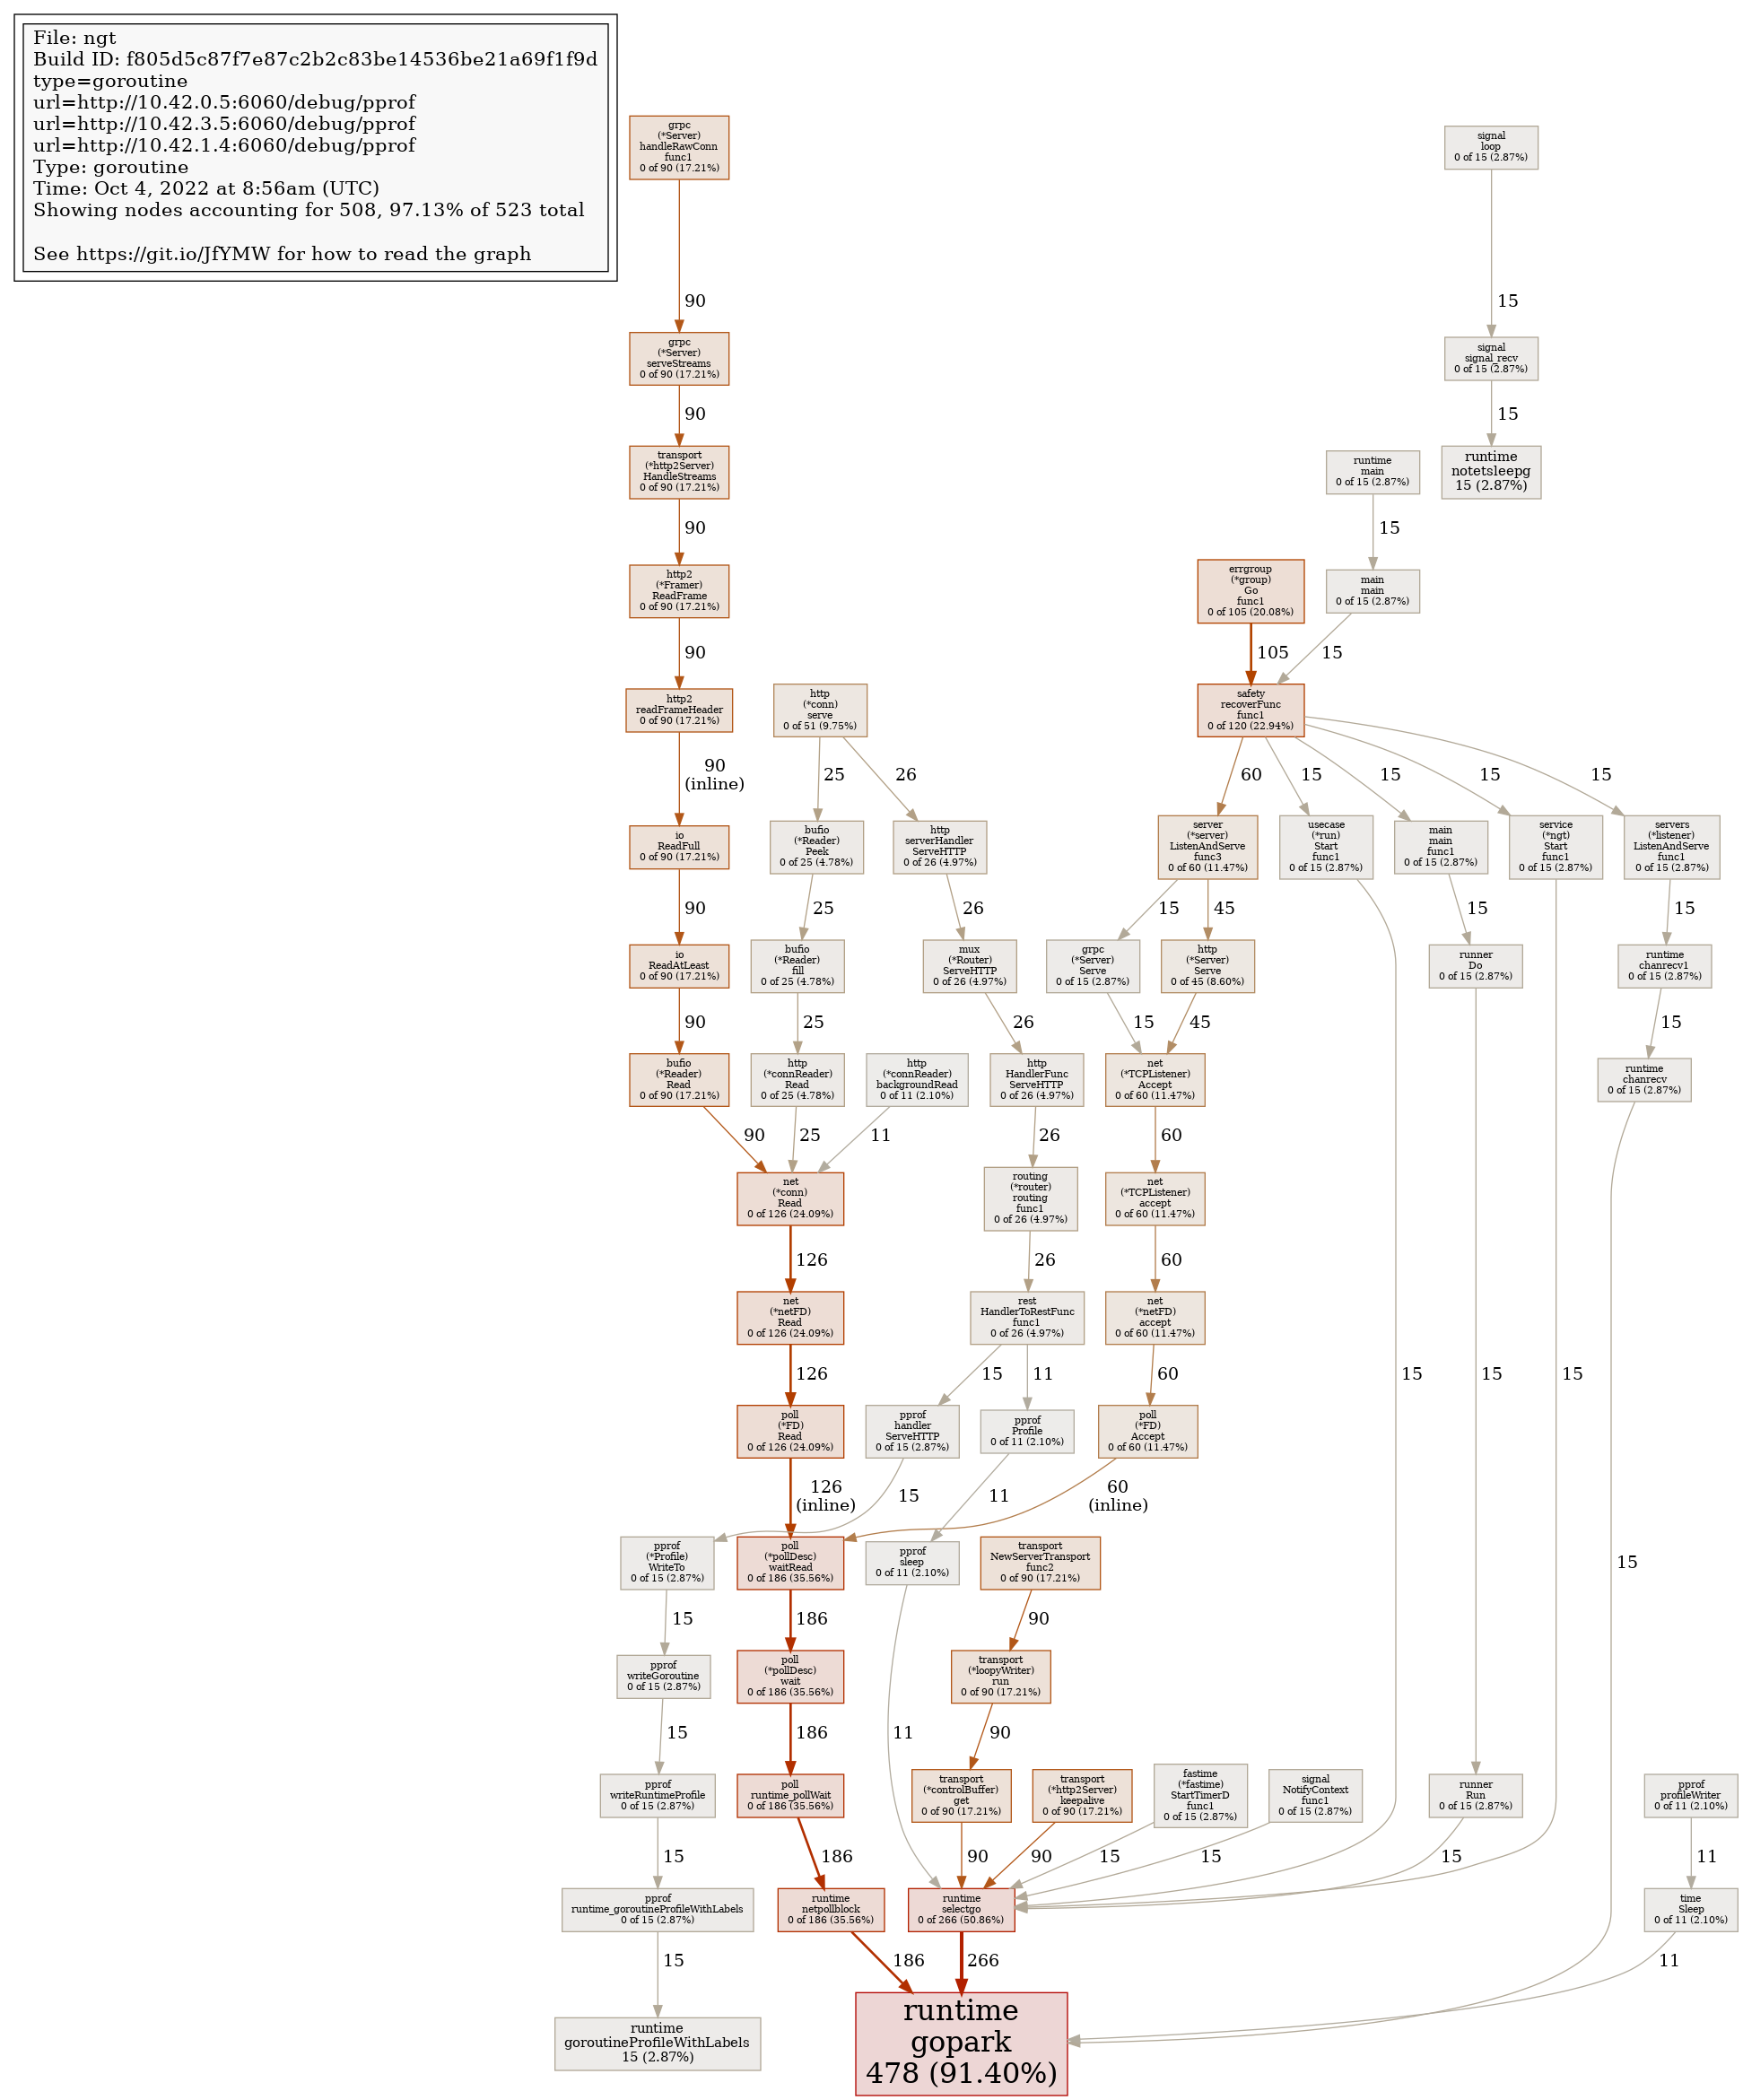 File: ngt
Build ID: f805d5c87f7e87c2b2c83be14536be21a69f1f9d
type=goroutine
url=http://10.42.0.5:6060/debug/pprof
url=http://10.42.3.5:6060/debug/pprof
url=http://10.42.1.4:6060/debug/pprof
Type: goroutine
Time: Oct 4, 2022 at 8:56am (UTC)
Showing nodes accounting for 508, 97.13% of 523 total
See https://git.io/JfYMW for how to read the graph
grpc
(*Server)
handleRawConn
func1
0 of 90 (17.21%)
90
grpc
(*Server)
serveStreams
0 of 90 (17.21%)
90
transport
(*http2Server)
HandleStreams
0 of 90 (17.21%)
90
http2
(*Framer)
ReadFrame
0 of 90 (17.21%)
90
http2
readFrameHeader
0 of 90 (17.21%)
90
(inline)
io
ReadFull
0 of 90 (17.21%)
90
io
ReadAtLeast
0 of 90 (17.21%)
90
bufio
(*Reader)
Read
0 of 90 (17.21%)
90
signal
loop
0 of 15 (2.87%)
15
signal
signal_recv
0 of 15 (2.87%)
15
runtime
notetsleepg
15 (2.87%)
runtime
main
0 of 15 (2.87%)
15
main
main
0 of 15 (2.87%)
15
errgroup
(*group)
Go
func1
0 of 105 (20.08%)
105
safety
recoverFunc
func1
0 of 120 (22.94%)
60
15
15
15
15
http
(*conn)
serve
0 of 51 (9.75%)
25
26
bufio
(*Reader)
Peek
0 of 25 (4.78%)
25
bufio
(*Reader)
fill
0 of 25 (4.78%)
25
http
(*connReader)
Read
0 of 25 (4.78%)
25
http
(*connReader)
backgroundRead
0 of 11 (2.10%)
11
http
serverHandler
ServeHTTP
0 of 26 (4.97%)
26
mux
(*Router)
ServeHTTP
0 of 26 (4.97%)
26
http
HandlerFunc
ServeHTTP
0 of 26 (4.97%)
26
routing
(*router)
routing
func1
0 of 26 (4.97%)
26
rest
HandlerToRestFunc
func1
0 of 26 (4.97%)
15
11
server
(*server)
ListenAndServe
func3
0 of 60 (11.47%)
15
45
usecase
(*run)
Start
func1
0 of 15 (2.87%)
15
main
main
func1
0 of 15 (2.87%)
15
service
(*ngt)
Start
func1
0 of 15 (2.87%)
15
servers
(*listener)
ListenAndServe
func1
0 of 15 (2.87%)
15
grpc
(*Server)
Serve
0 of 15 (2.87%)
15
http
(*Server)
Serve
0 of 45 (8.60%)
45
runner
Do
0 of 15 (2.87%)
15
runtime
chanrecv1
0 of 15 (2.87%)
15
runtime
chanrecv
0 of 15 (2.87%)
15
net
(*TCPListener)
Accept
0 of 60 (11.47%)
60
net
(*TCPListener)
accept
0 of 60 (11.47%)
60
net
(*netFD)
accept
0 of 60 (11.47%)
60
poll
(*FD)
Accept
0 of 60 (11.47%)
60
(inline)
net
(*conn)
Read
0 of 126 (24.09%)
126
net
(*netFD)
Read
0 of 126 (24.09%)
126
poll
(*FD)
Read
0 of 126 (24.09%)
126
(inline)
pprof
handler
ServeHTTP
0 of 15 (2.87%)
15
pprof
Profile
0 of 11 (2.10%)
11
pprof
(*Profile)
WriteTo
0 of 15 (2.87%)
15
poll
(*pollDesc)
waitRead
0 of 186 (35.56%)
186
pprof
sleep
0 of 11 (2.10%)
11
transport
NewServerTransport
func2
0 of 90 (17.21%)
90
pprof
writeGoroutine
0 of 15 (2.87%)
15
poll
(*pollDesc)
wait
0 of 186 (35.56%)
186
transport
(*loopyWriter)
run
0 of 90 (17.21%)
90
pprof
writeRuntimeProfile
0 of 15 (2.87%)
15
poll
runtime_pollWait
0 of 186 (35.56%)
186
transport
(*controlBuffer)
get
0 of 90 (17.21%)
90
transport
(*http2Server)
keepalive
0 of 90 (17.21%)
90
fastime
(*fastime)
StartTimerD
func1
0 of 15 (2.87%)
15
signal
NotifyContext
func1
0 of 15 (2.87%)
15
runner
Run
0 of 15 (2.87%)
15
pprof
profileWriter
0 of 11 (2.10%)
11
pprof
runtime_goroutineProfileWithLabels
0 of 15 (2.87%)
15
runtime
netpollblock
0 of 186 (35.56%)
186
runtime
selectgo
0 of 266 (50.86%)
266
time
Sleep
0 of 11 (2.10%)
11
runtime
goroutineProfileWithLabels
15 (2.87%)
runtime
gopark
478 (91.40%)